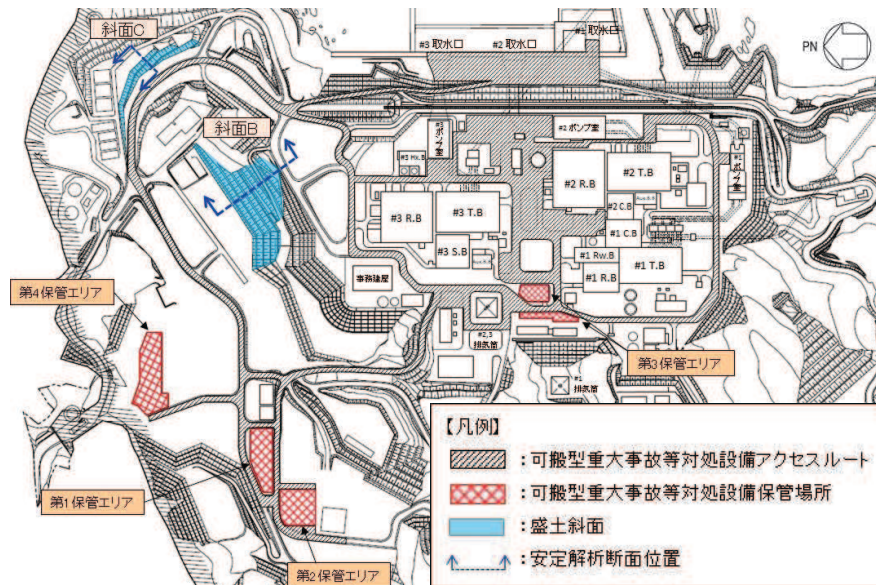 斜面C
#3 取水口
#2 取水口
#1 取水口
PN
斜面B
#3 ポンプ室
#2 ポンプ室
#1 ポンプ室
#3 Hx.B
#2 R.B
#2 T.B
#2 C.B
#3 R.B
#3 T.B
#1 C.B
#3 S.B
#1 Rw.B
#1 R.B
#1 T.B
事務建屋
第4保管エリア
#2,3
排気筒
第3保管エリア
#1
排気筒
【凡例】
:可搬型重大事故等対処設備アクセスルート
:可搬型重大事故等対処設備保管場所
:盛土斜面
:安定解析断面位置
第1保管エリア
第2保管エリア